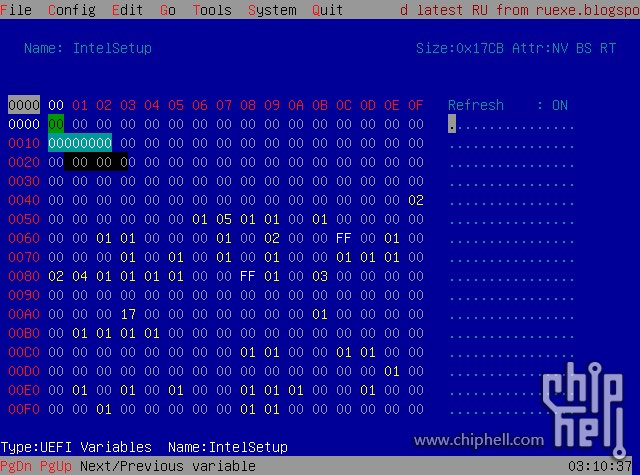 File Config Edit Go Tools System Quit d latest RU from ruexe.blogspo
Name: IntelSetup Size:0x17CB Attr:NV BS RT
0000 00 01 02 03 04 05 06 07 08 09 0A 0B 0C 0D 0E 0F Refresh : ON
0000 00 00 00 00 00 00 00 00 00 00 00 00 00 00 00 00 ................
0010 00000000 00 00 00 00 00 00 00 00 00 00 00 00 00 ................
0020 00 00 00 0 00 00 00 00 00 00 00 00 00 00 00 00 ................
0030 00 00 00 00 00 00 00 00 00 00 00 00 00 00 00 00 ................
0040 00 00 00 00 00 00 00 00 00 00 00 00 00 00 00 02 ................
0050 00 00 00 00 00 00 01 05 01 01 00 01 00 00 00 00 ................
0060 00 00 01 01 00 00 00 01 00 02 00 00 FF 00 01 00 ................
0070 00 00 00 01 00 01 00 01 00 01 00 00 01 01 01 00 ................
0080 02 04 01 01 01 01 00 00 FF 01 00 03 00 00 00 00 ................
0090 00 00 00 00 00 00 00 00 00 00 00 00 00 00 00 00 ................
00A0 00 00 00 17 00 00 00 00 00 00 00 01 00 00 00 00 ................
00B0 00 01 01 01 01 00 00 00 00 00 00 00 00 00 00 00 ................
00C0 00 00 00 00 00 00 00 00 01 01 00 00 01 01 00 00 ................
00D0 00 00 00 00 00 00 00 00 00 00 00 00 00 00 01 00 ................
00E0 00 01 00 01 00 01 00 00 01 01 01 00 00 01 00 00 ................
00F0 00 00 01 00 00 00 00 00 01 01 00 00 00 00 00 00 ................
chip hell
www.chiphell.com
Type:UEFI Variables Name:IntelSetup
PgDn PgUp Next/Previous variable 03:10:37